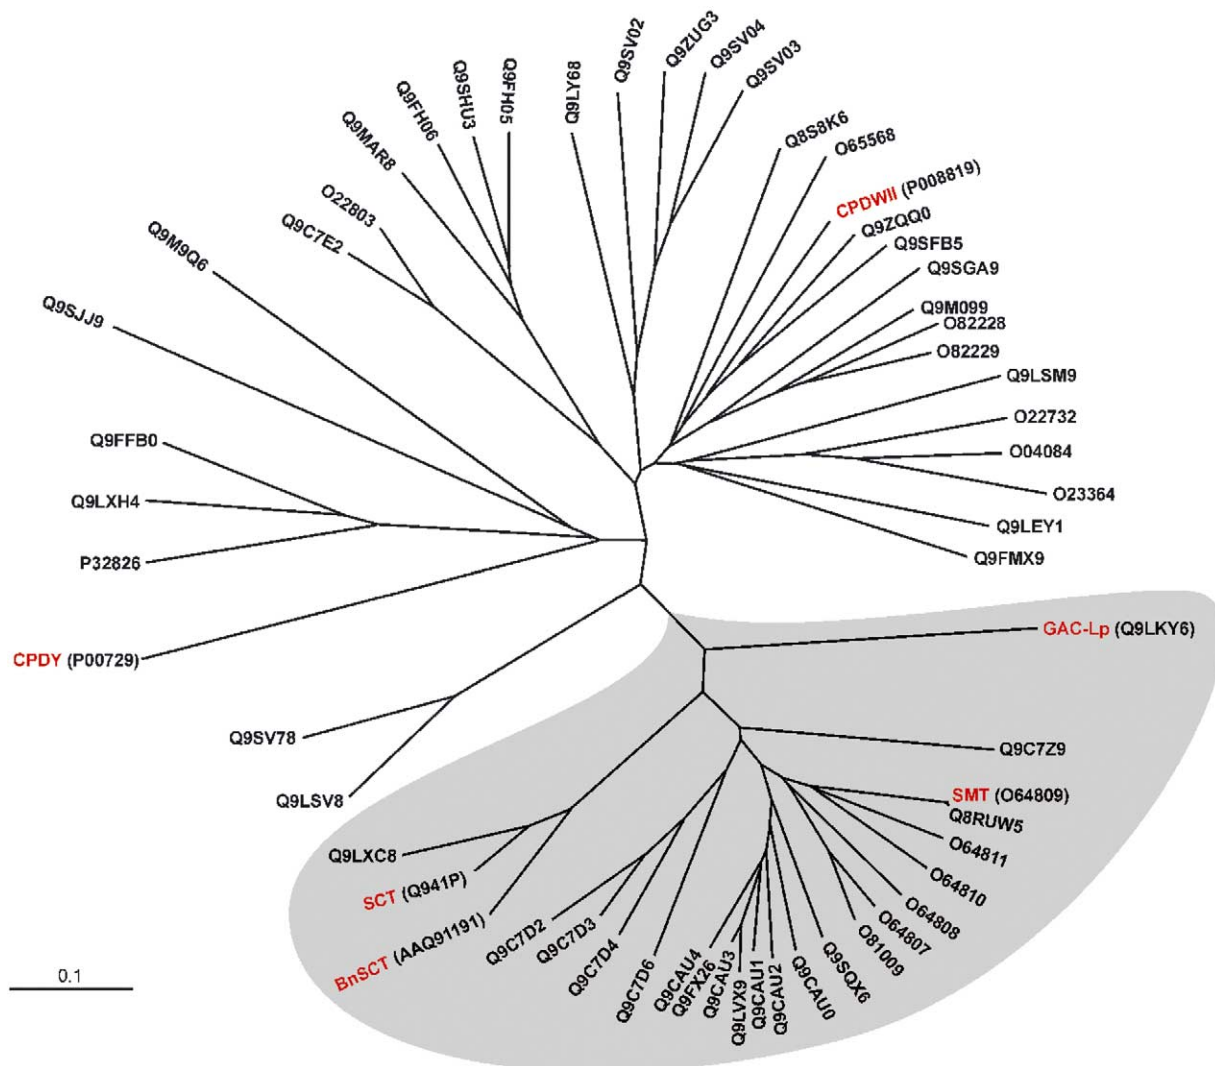 Q9SV02
Q9ZUG3
Q9SV04
Q9SV03
Q9LY68
Q9FH05
Q9SHU3
Q9FH06
Q9MAR8
O22803
Q9C7E2
Q9M9Q6
Q9SJJ9
Q8S8K6
O65568
CPDWII (P008819)
Q9ZQQ0
Q9SFB5
Q9SGA9
Q9M099
O82228
O82229
Q9LSM9
O22732
O04084
O23364
Q9LEY1
Q9FMX9
Q9FFB0
Q9LXH4
P32826
CPDY (P00729)
Q9SV78
Q9LSV8
GAC-Lp (Q9LKY6)
Q9C7Z9
SMT (O64809)
Q8RUW5
O64811
O64810
O64808
O64807
O81009
Q9SQX6
Q9CAU0
Q9CAU2
Q9CAU1
Q9LVX9
Q9CAU3
Q9FX26
Q9CAU4
Q9C7D6
Q9C7D4
Q9C7D3
Q9C7D2
BnSCT (AAQ91191)
SCT (Q941P)
Q9LXC8
0.1